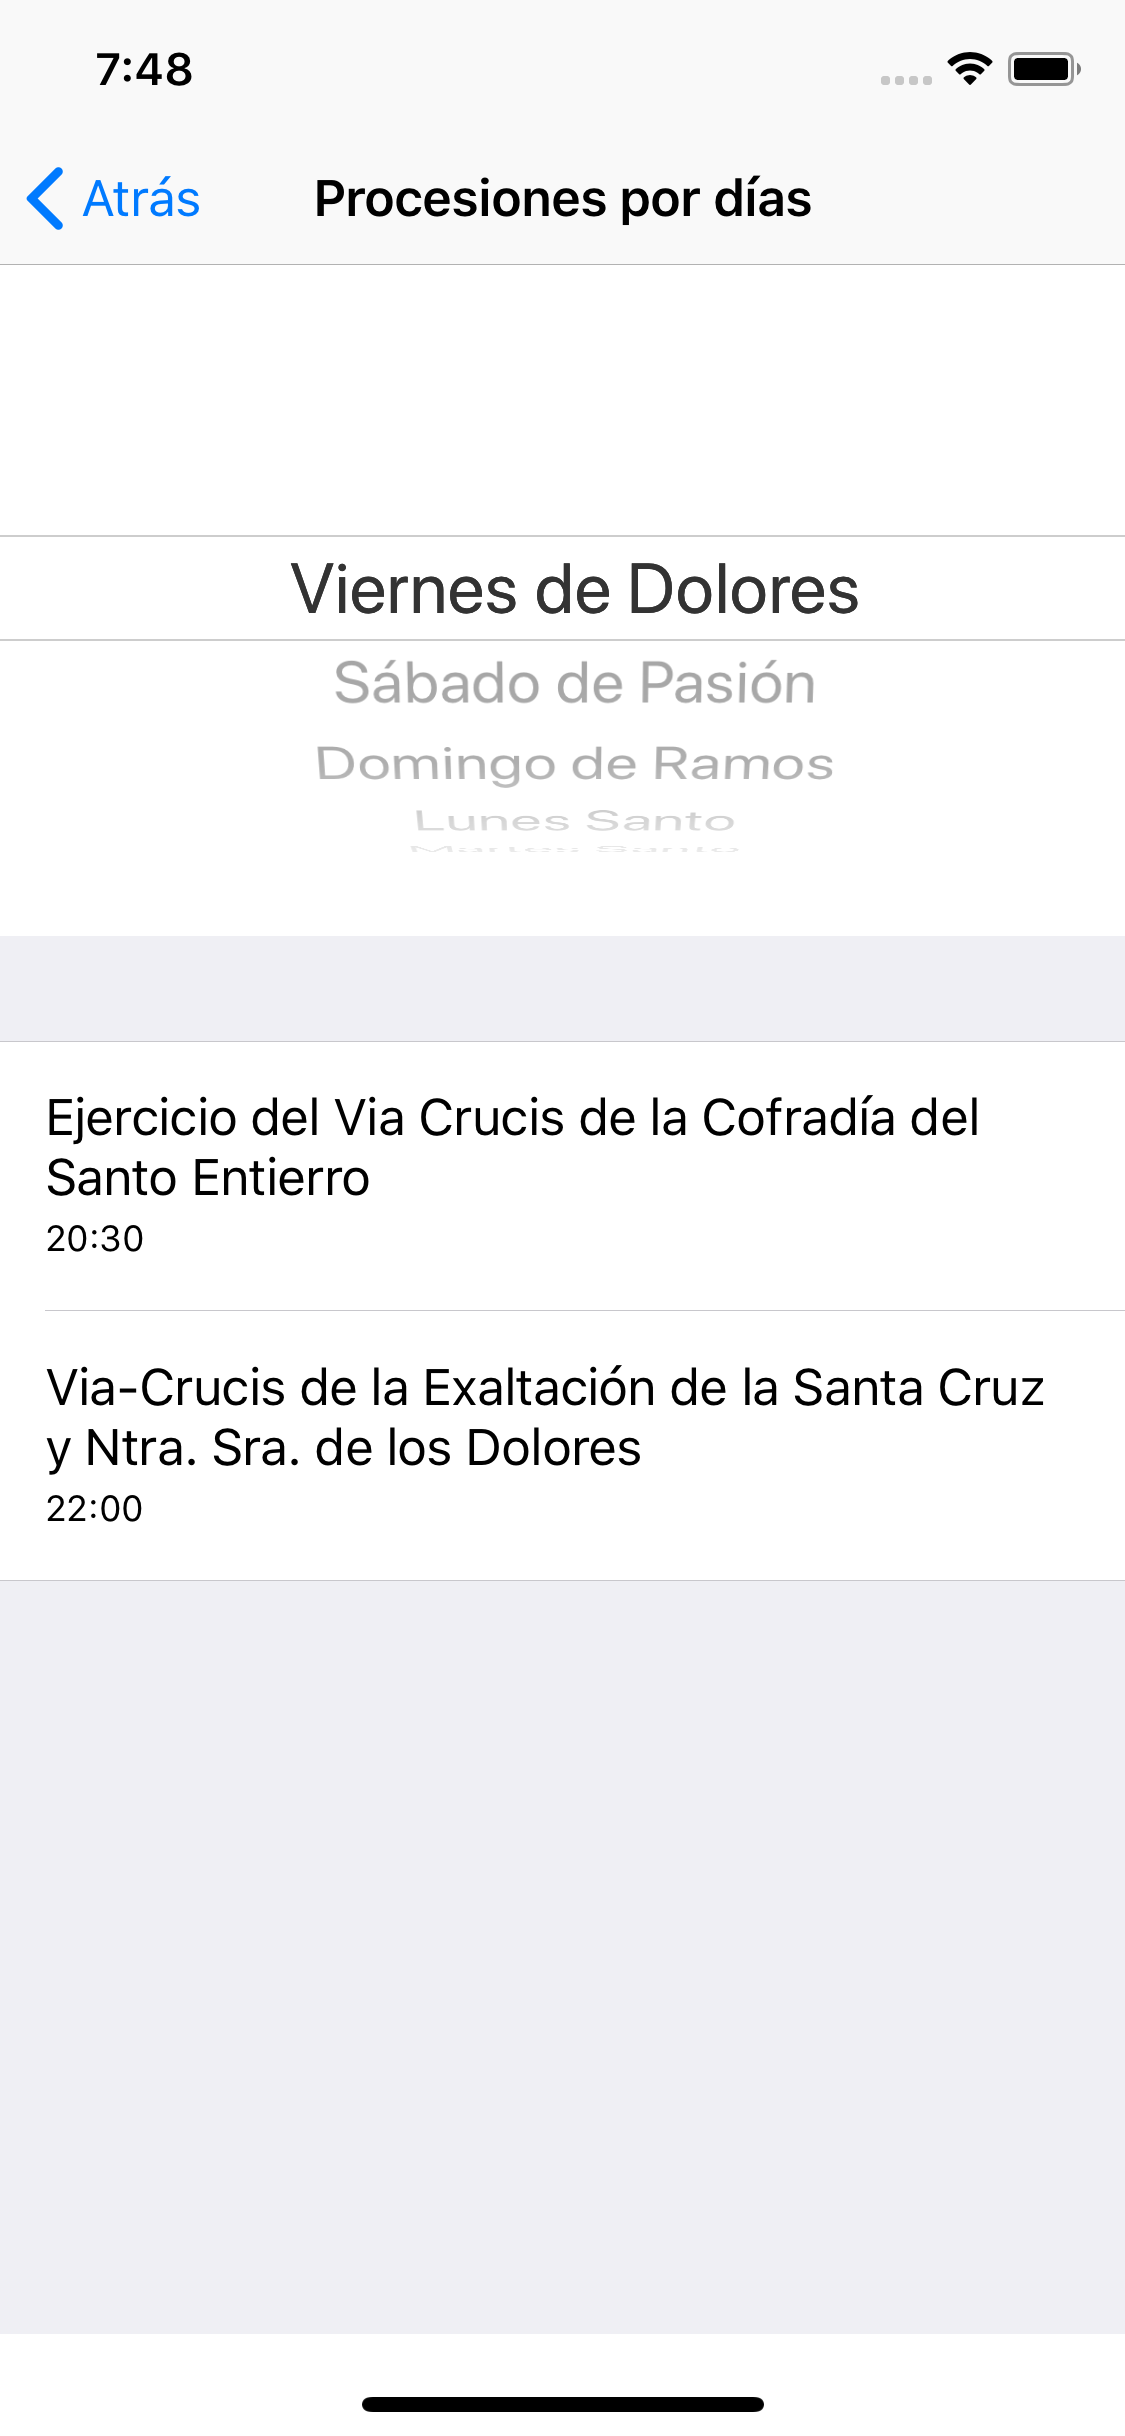 7:48
Atrás
Procesiones por días
Viernes de Dolores
Sábado de Pasión
Domingo de Ramos
Lunes Santo
Martes Santo
Ejercicio del Via Crucis de la Cofradía del
Santo Entierro
20:30
Via-Crucis de la Exaltación de la Santa Cruz
y Ntra. Sra. de los Dolores
22:00